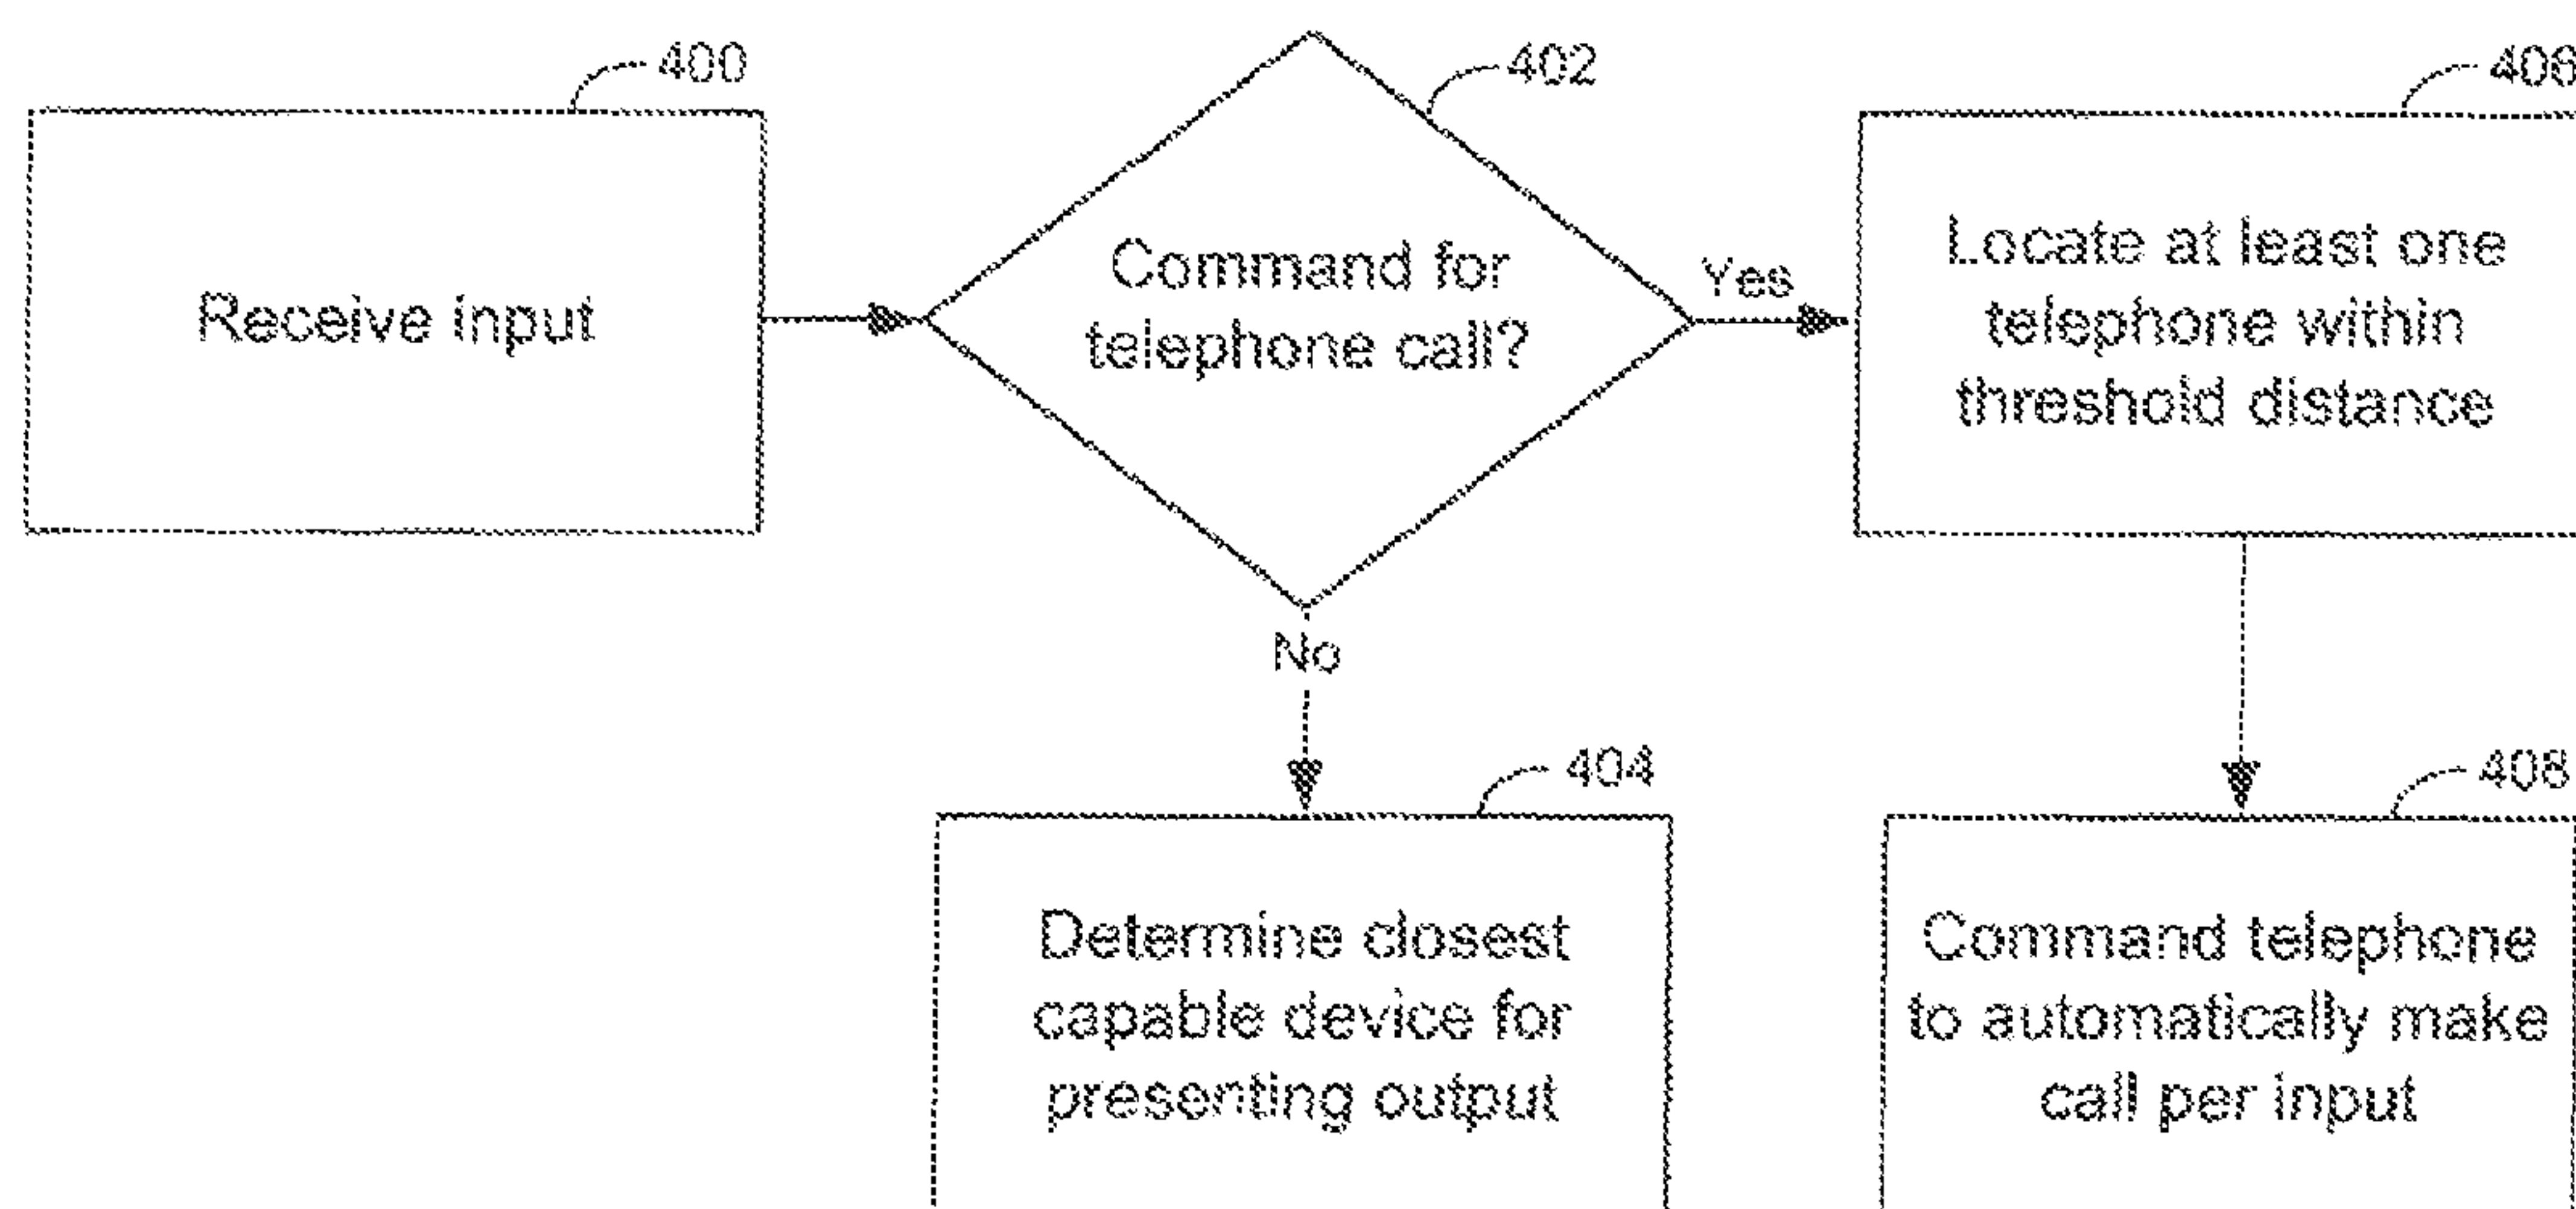 400
Receive input
402
Command for
telephone call?
Yes
No
406
Locate at least one
telephone within
threshold distance
404
Determine closest
capable device for
presenting output
408
Command telephone
to automatically make
call per input